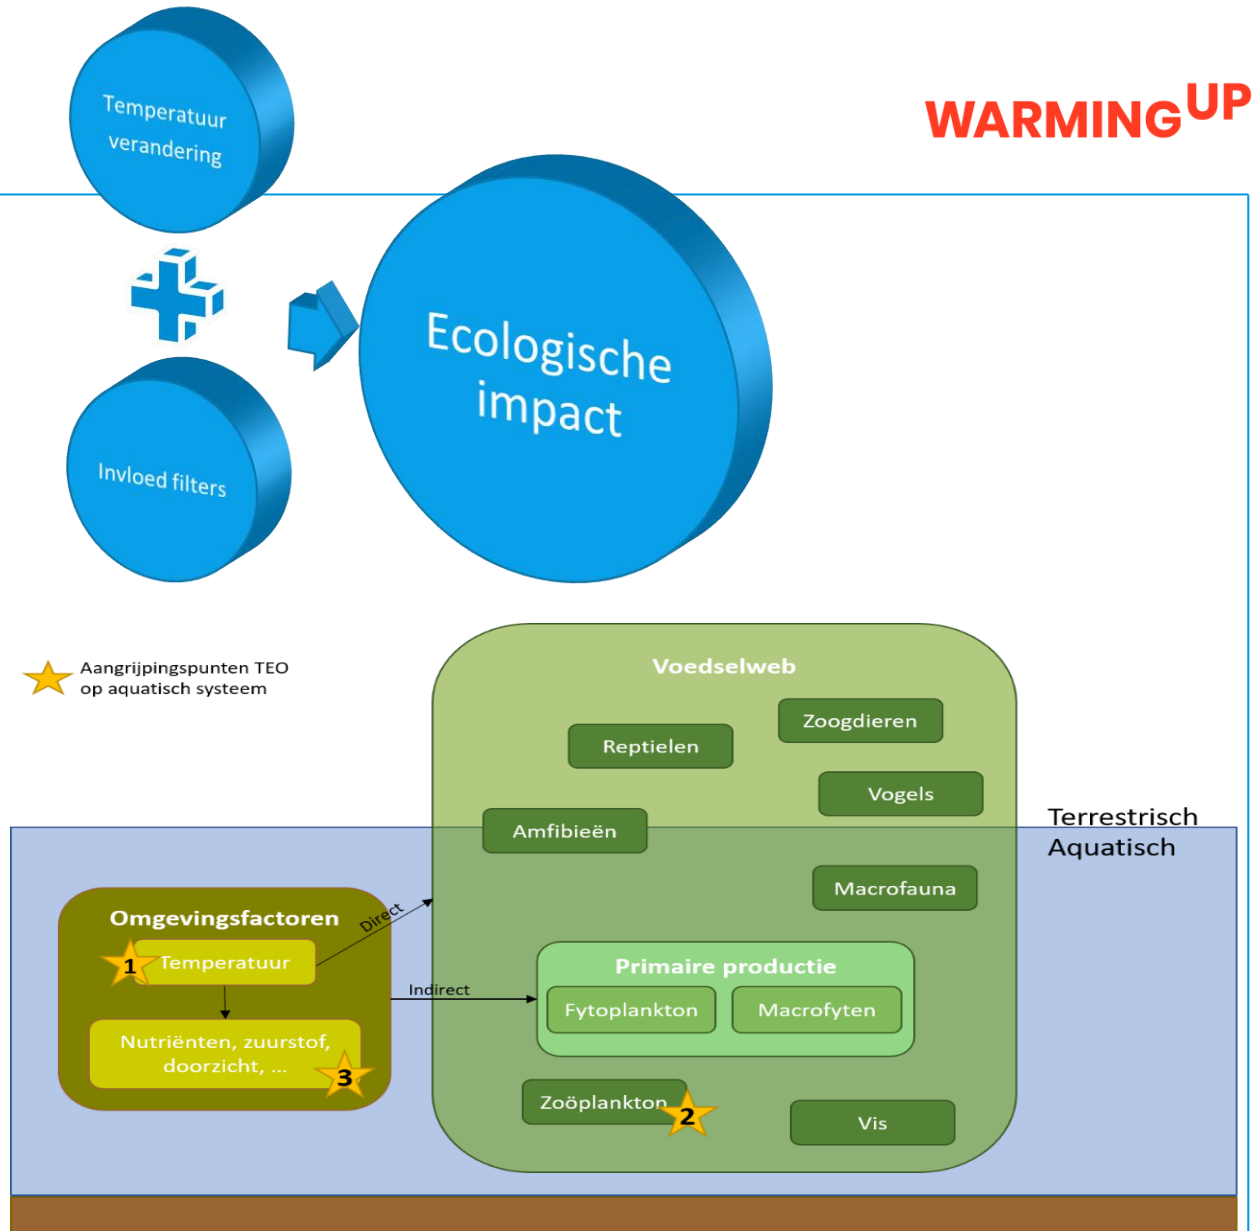 Temperatuur
verandering
WARMINGUP
Ecologische
impact
Invloed filters
Aangrijpingspunten TEO
op aquatisch systeem
Voedselweb
Zoogdieren
Reptielen
Vogels
Amfibieën
Terrestrisch
Aquatisch
Macrofauna
Omgevingsfactoren
Direct
1
Temperatuur
Primaire productie
Indirect
Fytoplankton
Macrofyten
Nutriënten, zuurstof,
doorzicht, ...
3
Zoöplankton
2
Vis